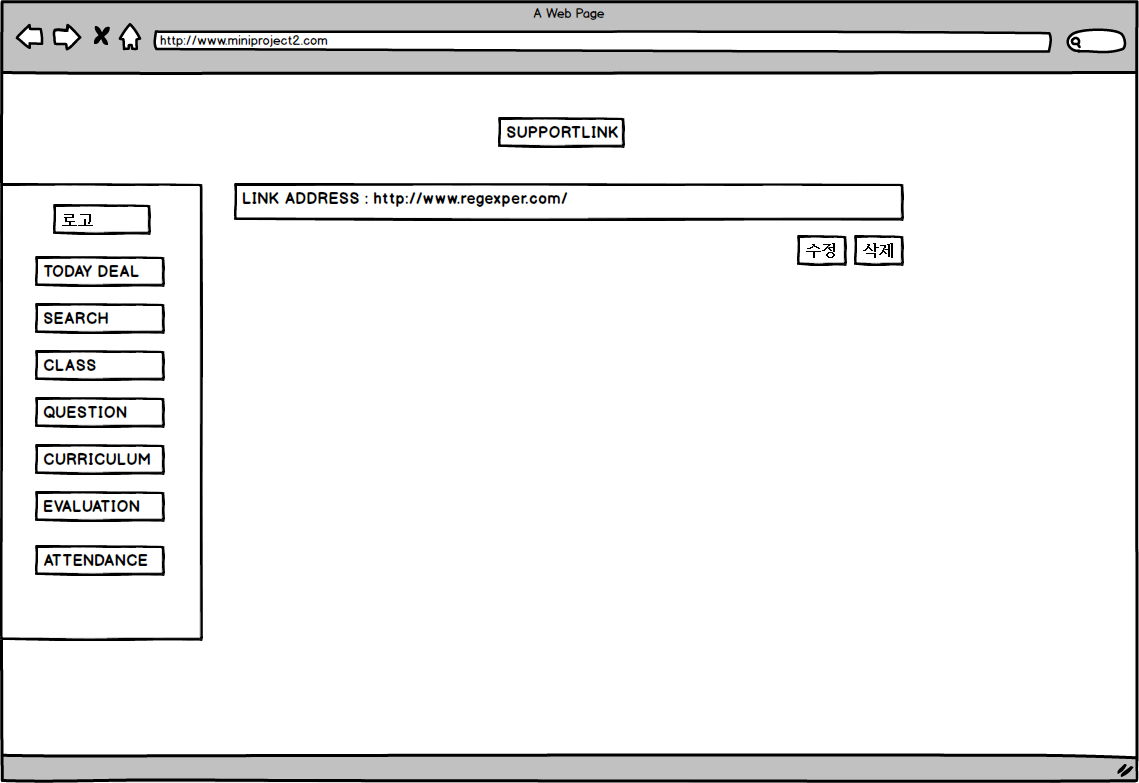 A Web Page
http://www.miniproject2.com
SUPPORTLINK
로고
TODAY DEAL
SEARCH
CLASS
QUESTION
CURRICULUM
EVALUATION
ATTENDANCE
LINK ADDRESS : http://www.regexper.com/
수정 삭제